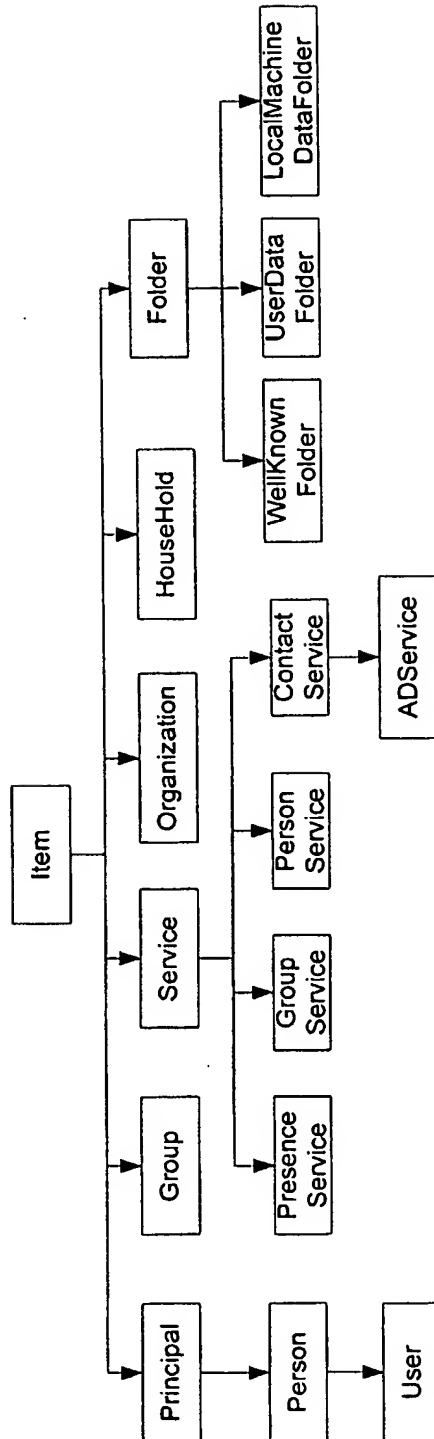 Item
Principal
Group
Service
Organization
HouseHold
Folder
Person
Presence
Service
Group
Service
Person
Service
Contact
Service
WellKnown
Folder
UserData
Folder
LocalMachine
DataFolder
User
ADService